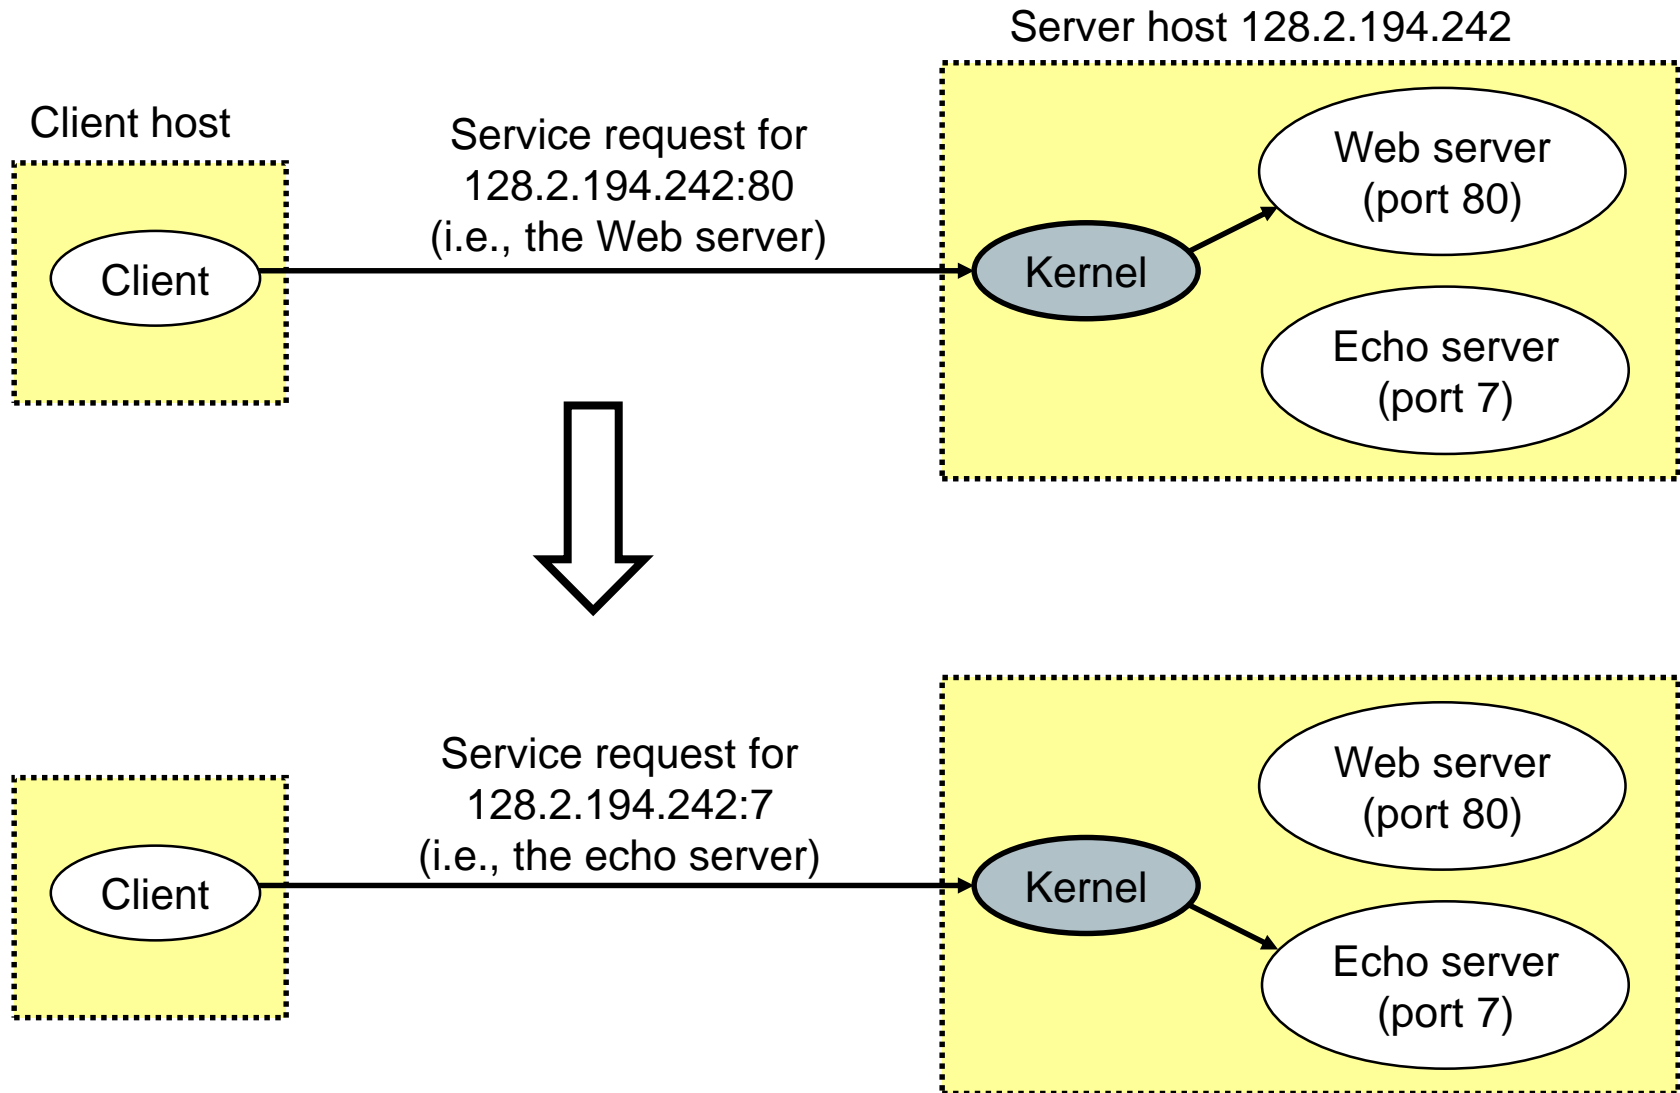 Server host 128.2.194.242
Client host
Service request for
128.2.194.242:80
(i.e., the Web server)
Client
Kernel
Web server
(port 80)
Echo server
(port 7)
Service request for
128.2.194.242:7
(i.e., the echo server)
Client
Kernel
Web server
(port 80)
Echo server
(port 7)